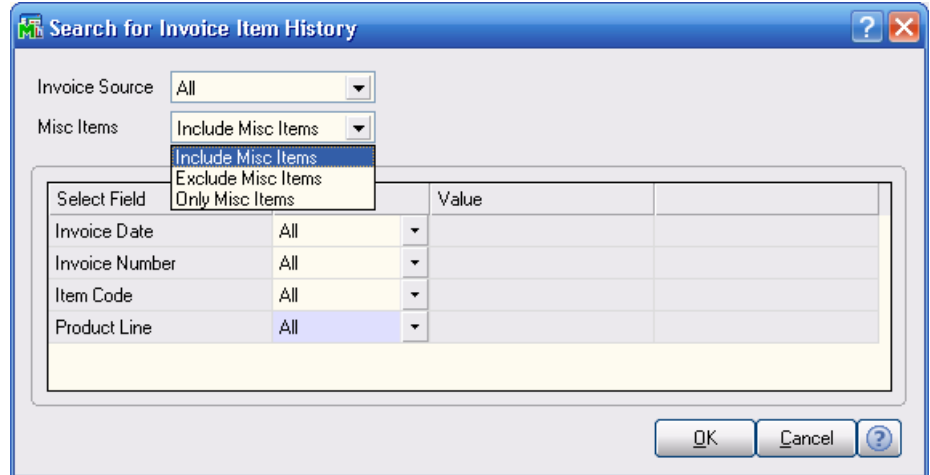 Search for Invoice Item History
Invoice Source All
Misc Items Include Misc Items
Include Misc Items
Exclude Misc Items
Only Misc Items
Select Field Value
Invoice Date All
Invoice Number All
Item Code All
Product Line All
OK Cancel